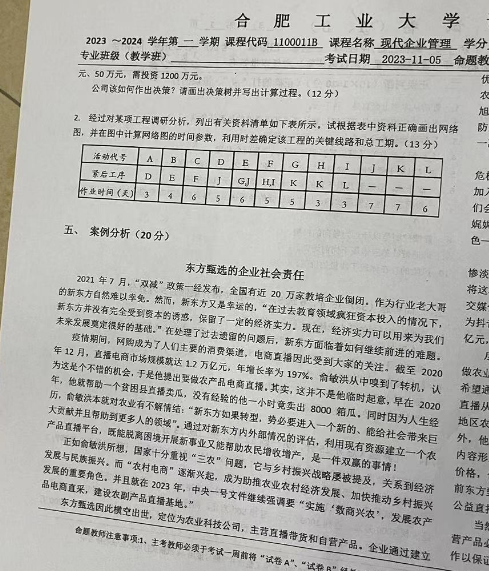 合 肥 工 业 大 学
2023 ～2024 学年第 一 学期 课程代码 1100011B 课程名称 现代企业管理 学分
专业班级（教学班） 考试日期 2023-11-05 命题教
元、50 万元，需投资 1200 万元。
公司该如何作出决策？请画出决策树并写出计算过程。（12 分）
2. 经过对某项工程调研分析，列出有关资料清单如下表所示，试根据表中资料正确画出网络
图，并在图中计算网络图的时间参数，利用时差确定该工程的关键线路和总工期。（13 分）
活动代号 A B C D E F G H I J K L
紧后工序 D E F J G,J H,I K K L — — —
作业时间（天） 3 4 6 5 6 5 5 3 3 7 7 6
五、 案例分析（20 分）
东方甄选的企业社会责任
2021 年 7 月，“双减”政策一经发布，全国有近 20 万家教培企业倒闭，作为行业老大哥
的新东方自然难以幸免。然而，新东方又是幸运的，“在过去教育领域疯狂资本投入的情况下，
新东方并没有完全受到资本的诱惑，保留了一定的经济实力。现在，经济实力可以用来为我们
未来发展奠定很好的基础。”在处理了过去遗留的问题后，新东方面临着如何继续前进的难题。
疫情期间，网购成为了人们主要的消费渠道，电商直播因此受到大家的关注。截至 2020
年 12 月，直播电商市场规模就达 1.2 万亿元，年增长率为 197%。俞敏洪从中嗅到了转机，认
为这是个不错的机会，于是他提出要做农产品电商直播。其实，这并不是他临时起意，早在 2020
年，他就帮助一个贫困县直播卖瓜，没有经验的他一小时竟卖出 8000 箱瓜。同时因为人生经
历，俞敏洪本就对农业有不解情结：“新东方如果转型，势必要进入一个新的、能给社会带来巨
大贡献并且帮助到更多人的领域”。通过对新东方内外部情况的评估，利用现有资源建立一个农
产品直播平台，既能脱离困境开展新事业又能帮助农民增收增产，是一件双赢的事情！
正如俞敏洪所想，国家十分重视“三农”问题，它与乡村振兴战略屡被提及，关系到经济
发展与民族振兴。而“农村电商”逐渐兴起，成为助推农业农村经济发展、加快推动乡村振兴
发展的重要角色。并且就在 2023 年，中央一号文件继续强调要“实施‘数商兴农’，发展农产
品电商直采，建设农副产品直播基地。”
东方甄选因此横空出世，定位为农业科技公司，主营直播带货和自营产品。企业通过建立
命题教师注意事项:1、主考教师必须于考试一周前将“试卷 A”、“试卷 B”